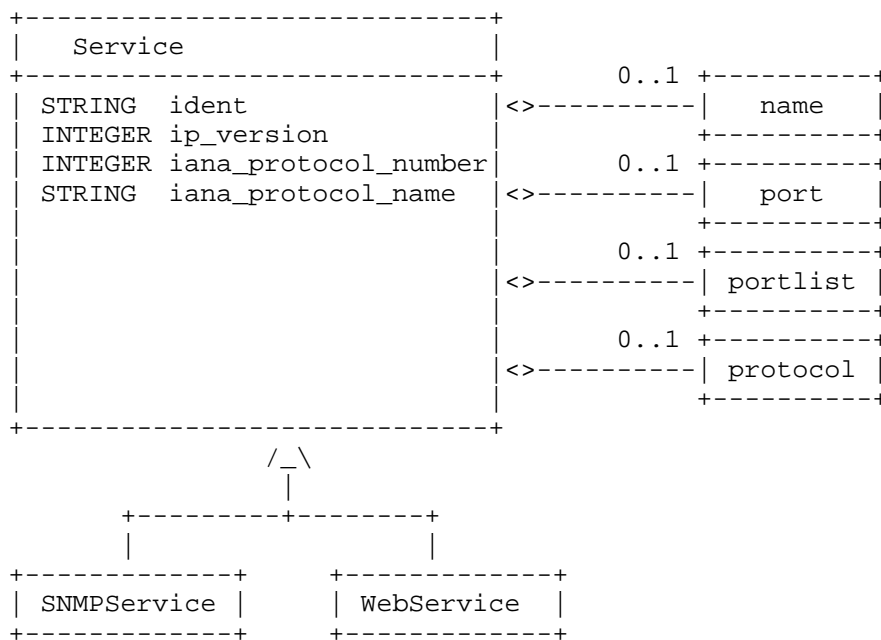 Service
0..1
STRING ident <> name
INTEGER ip_version
INTEGER iana_protocol_number 0..1
STRING iana_protocol_name <> port
0..1
<> portlist
0..1
<> protocol
/_\
SNMPService WebService